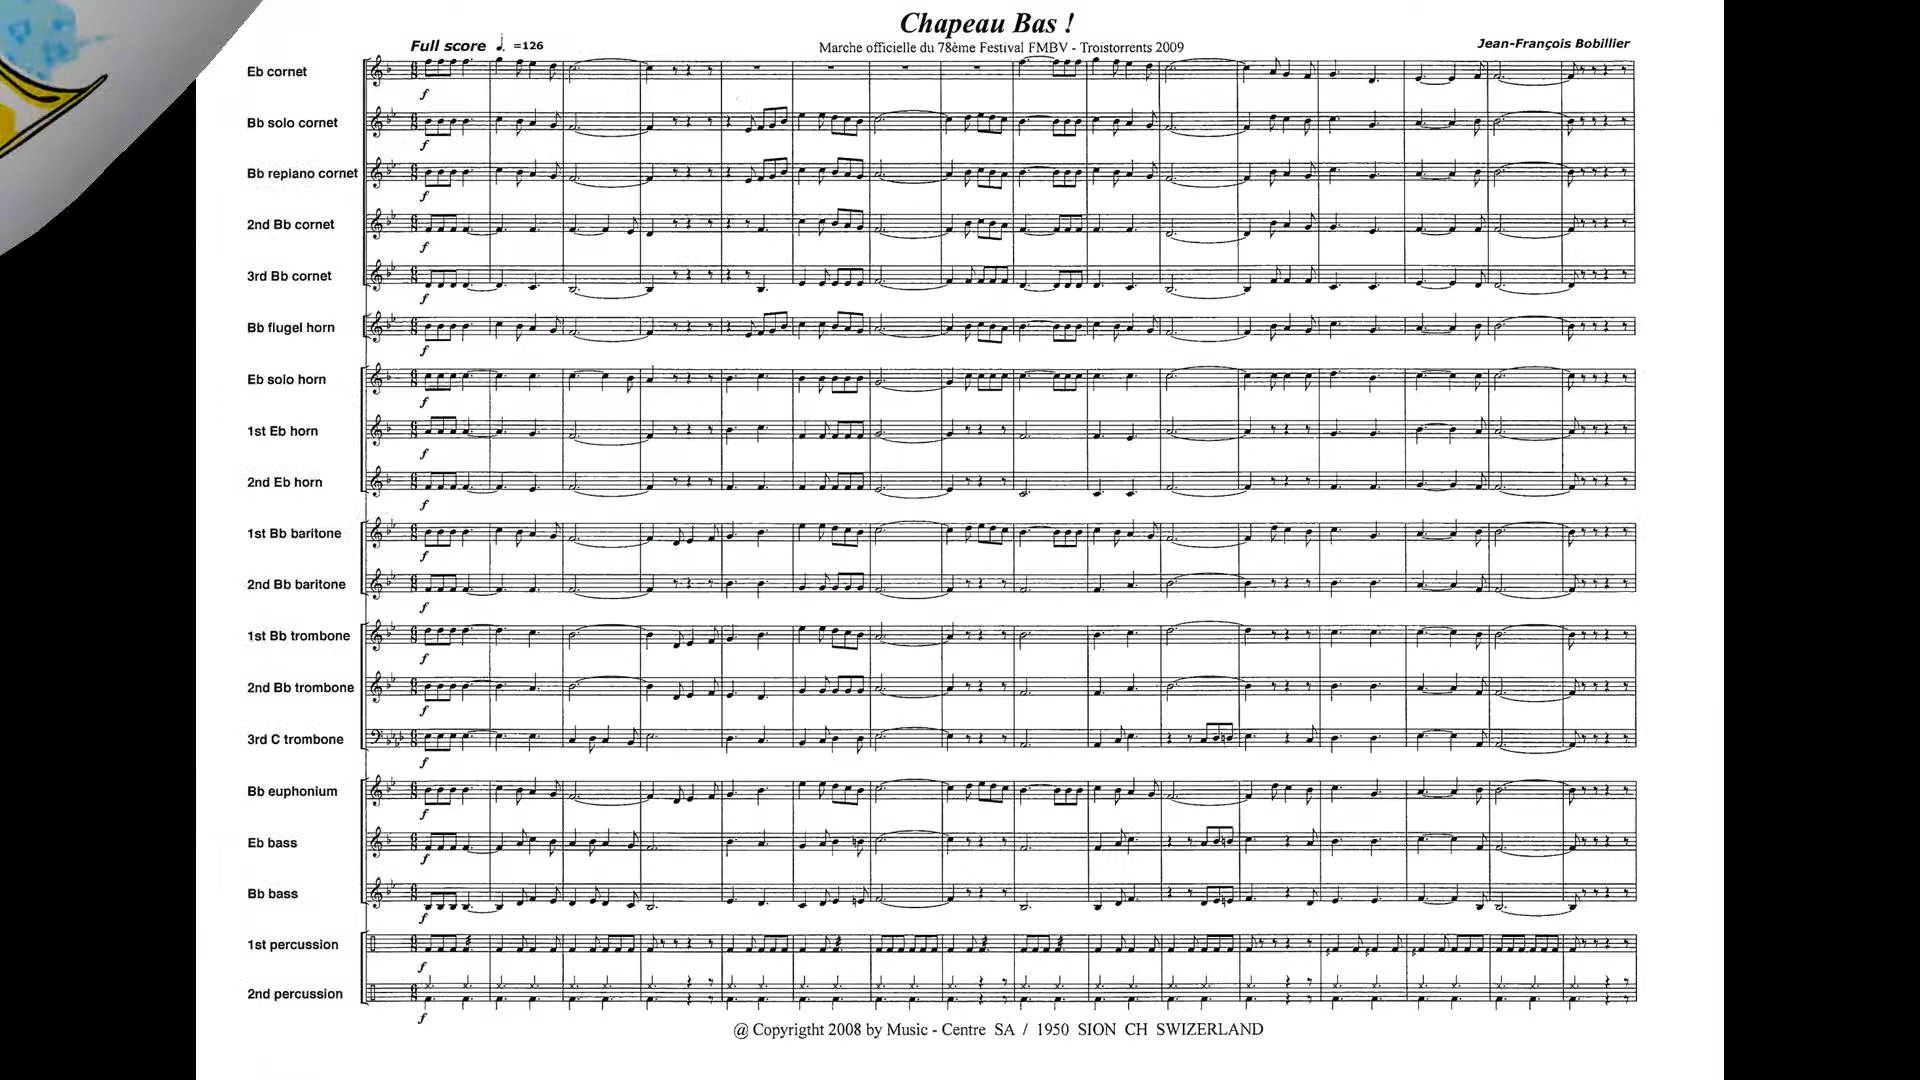 Chapeau Bas !
Full score ♩. =126
Marche officielle du 78ème Festival FMBV - Troistorrents 2009
Jean-François Bobillier
Eb cornet
f
Bb solo cornet
f
Bb repiano cornet
f
2nd Bb cornet
f
3rd Bb cornet
f
Bb flugel horn
f
Eb solo horn
f
1st Eb horn
f
2nd Eb horn
f
1st Bb baritone
f
2nd Bb baritone
f
1st Bb trombone
f
2nd Bb trombone
f
3rd C trombone
f
Bb euphonium
f
Eb bass
f
Bb bass
f
1st percussion
f
2nd percussion
f
@ Copyrigtht 2008 by Music - Centre SA / 1950 SION CH SWIZERLAND